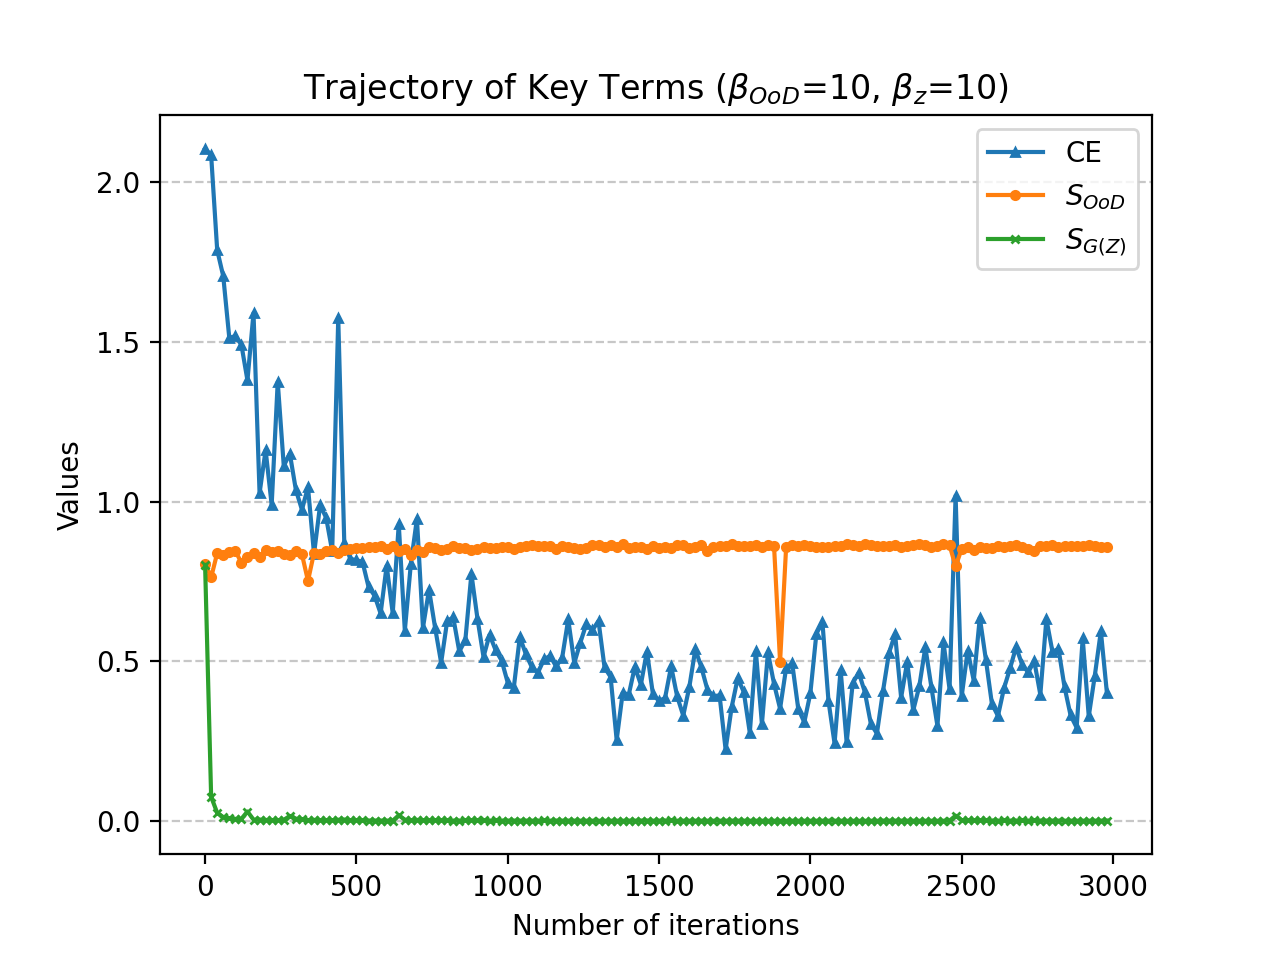 Trajectory of Key Terms (β_OoD=10, β_z=10)
CE
S_OoD
S_G(Z)
2.0
1.5
1.0
0.5
0.0
Values
0 500 1000 1500 2000 2500 3000
Number of iterations